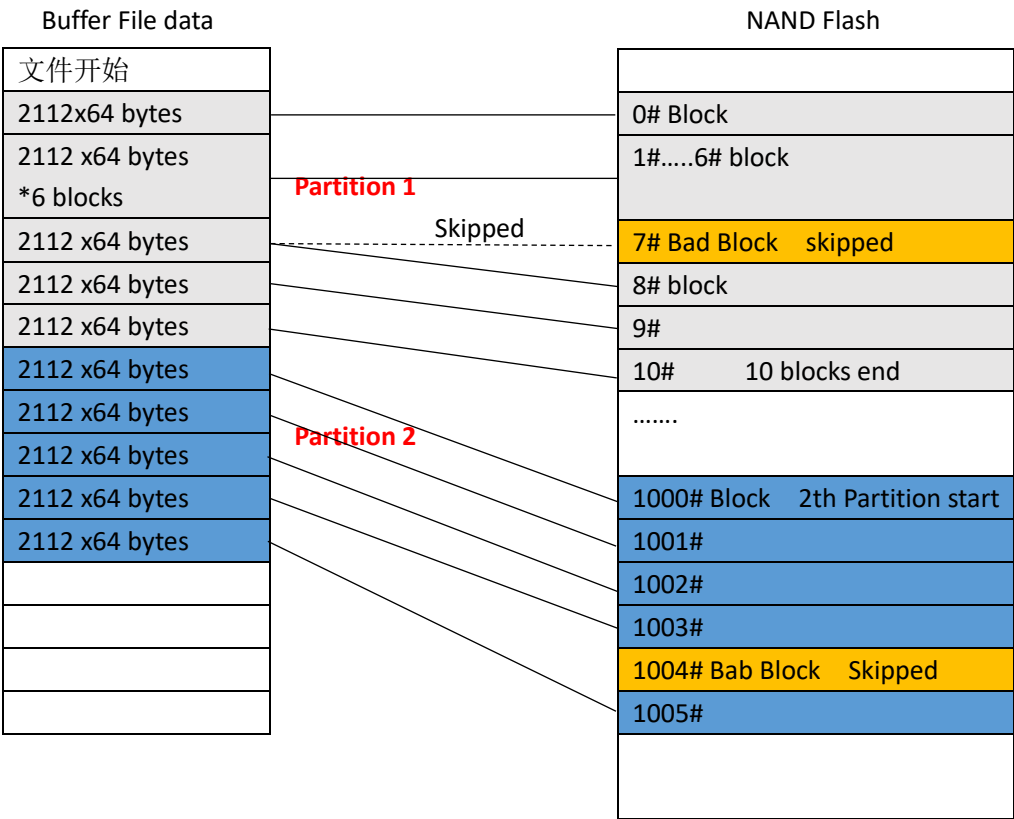 Buffer File data
文件开始
2112x64 bytes
2112 x64 bytes
*6 blocks
2112 x64 bytes
2112 x64 bytes
2112 x64 bytes
2112 x64 bytes
2112 x64 bytes
2112 x64 bytes
2112 x64 bytes
2112 x64 bytes
Partition 1
Skipped
Partition 2
NAND Flash
0# Block
1#.....6# block
7# Bad Block skipped
8# block
9#
10# 10 blocks end
.......
1000# Block 2th Partition start
1001#
1002#
1003#
1004# Bab Block Skipped
1005#